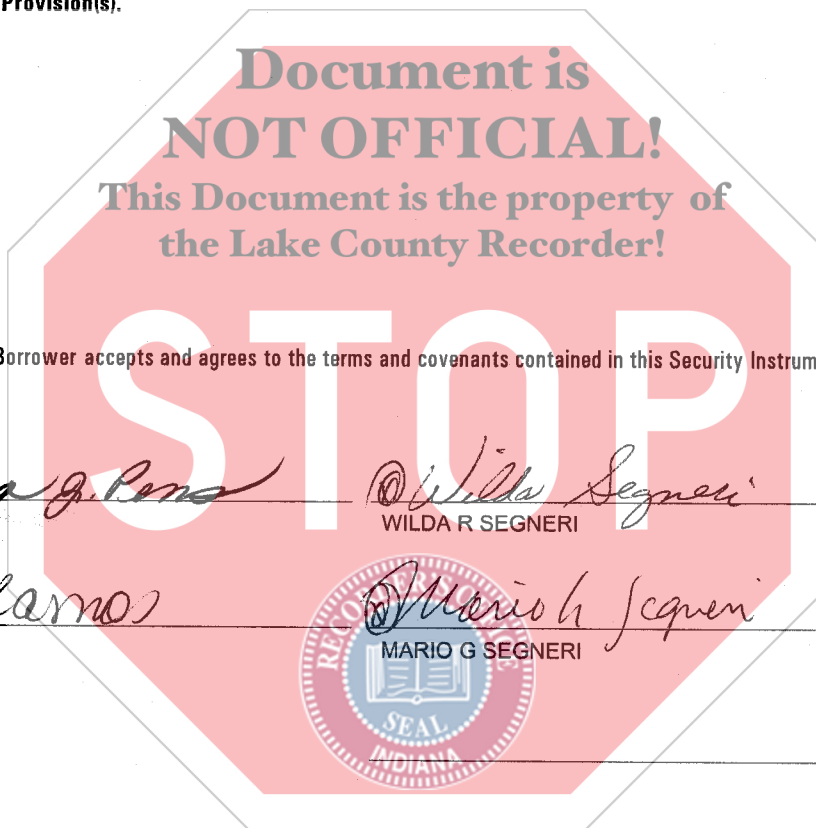 Provision(s).
Document is
NOT OFFICIAL!
This Document is the property of
the Lake County Recorder!
STOP
Borrower accepts and agrees to the terms and covenants contained in this Security Instrum
Wilda Segneri
WILDA R SEGNERI
Mario G Segneri
MARIO G SEGNERI
RECORDER'S OFFICE
SEAL
INDIANA